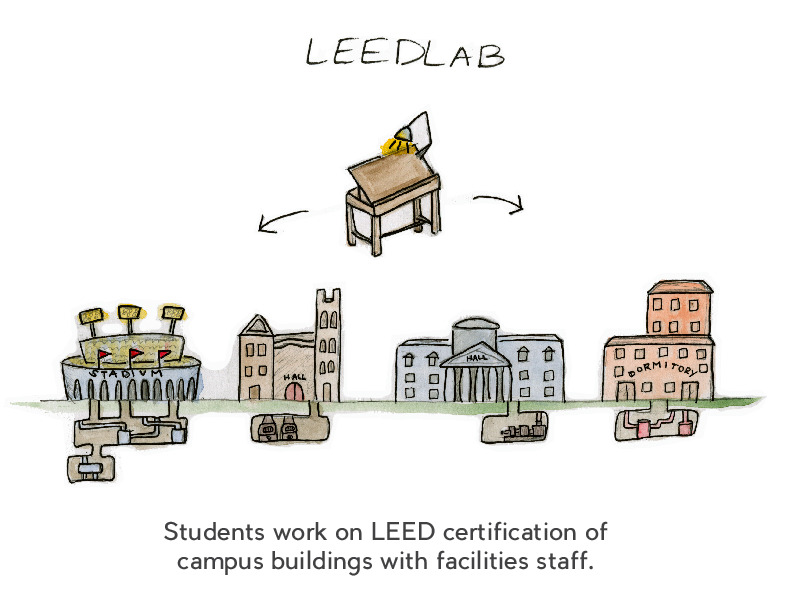 LEEDLAB
STADIUM
HALL
HALL
DORMITORY
Students work on LEED certification of
campus buildings with facilities staff.